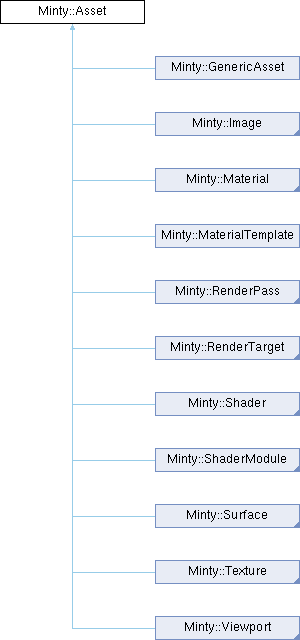 Minty::Asset
Minty::GenericAsset
Minty::Image
Minty::Material
Minty::MaterialTemplate
Minty::RenderPass
Minty::RenderTarget
Minty::Shader
Minty::ShaderModule
Minty::Surface
Minty::Texture
Minty::Viewport